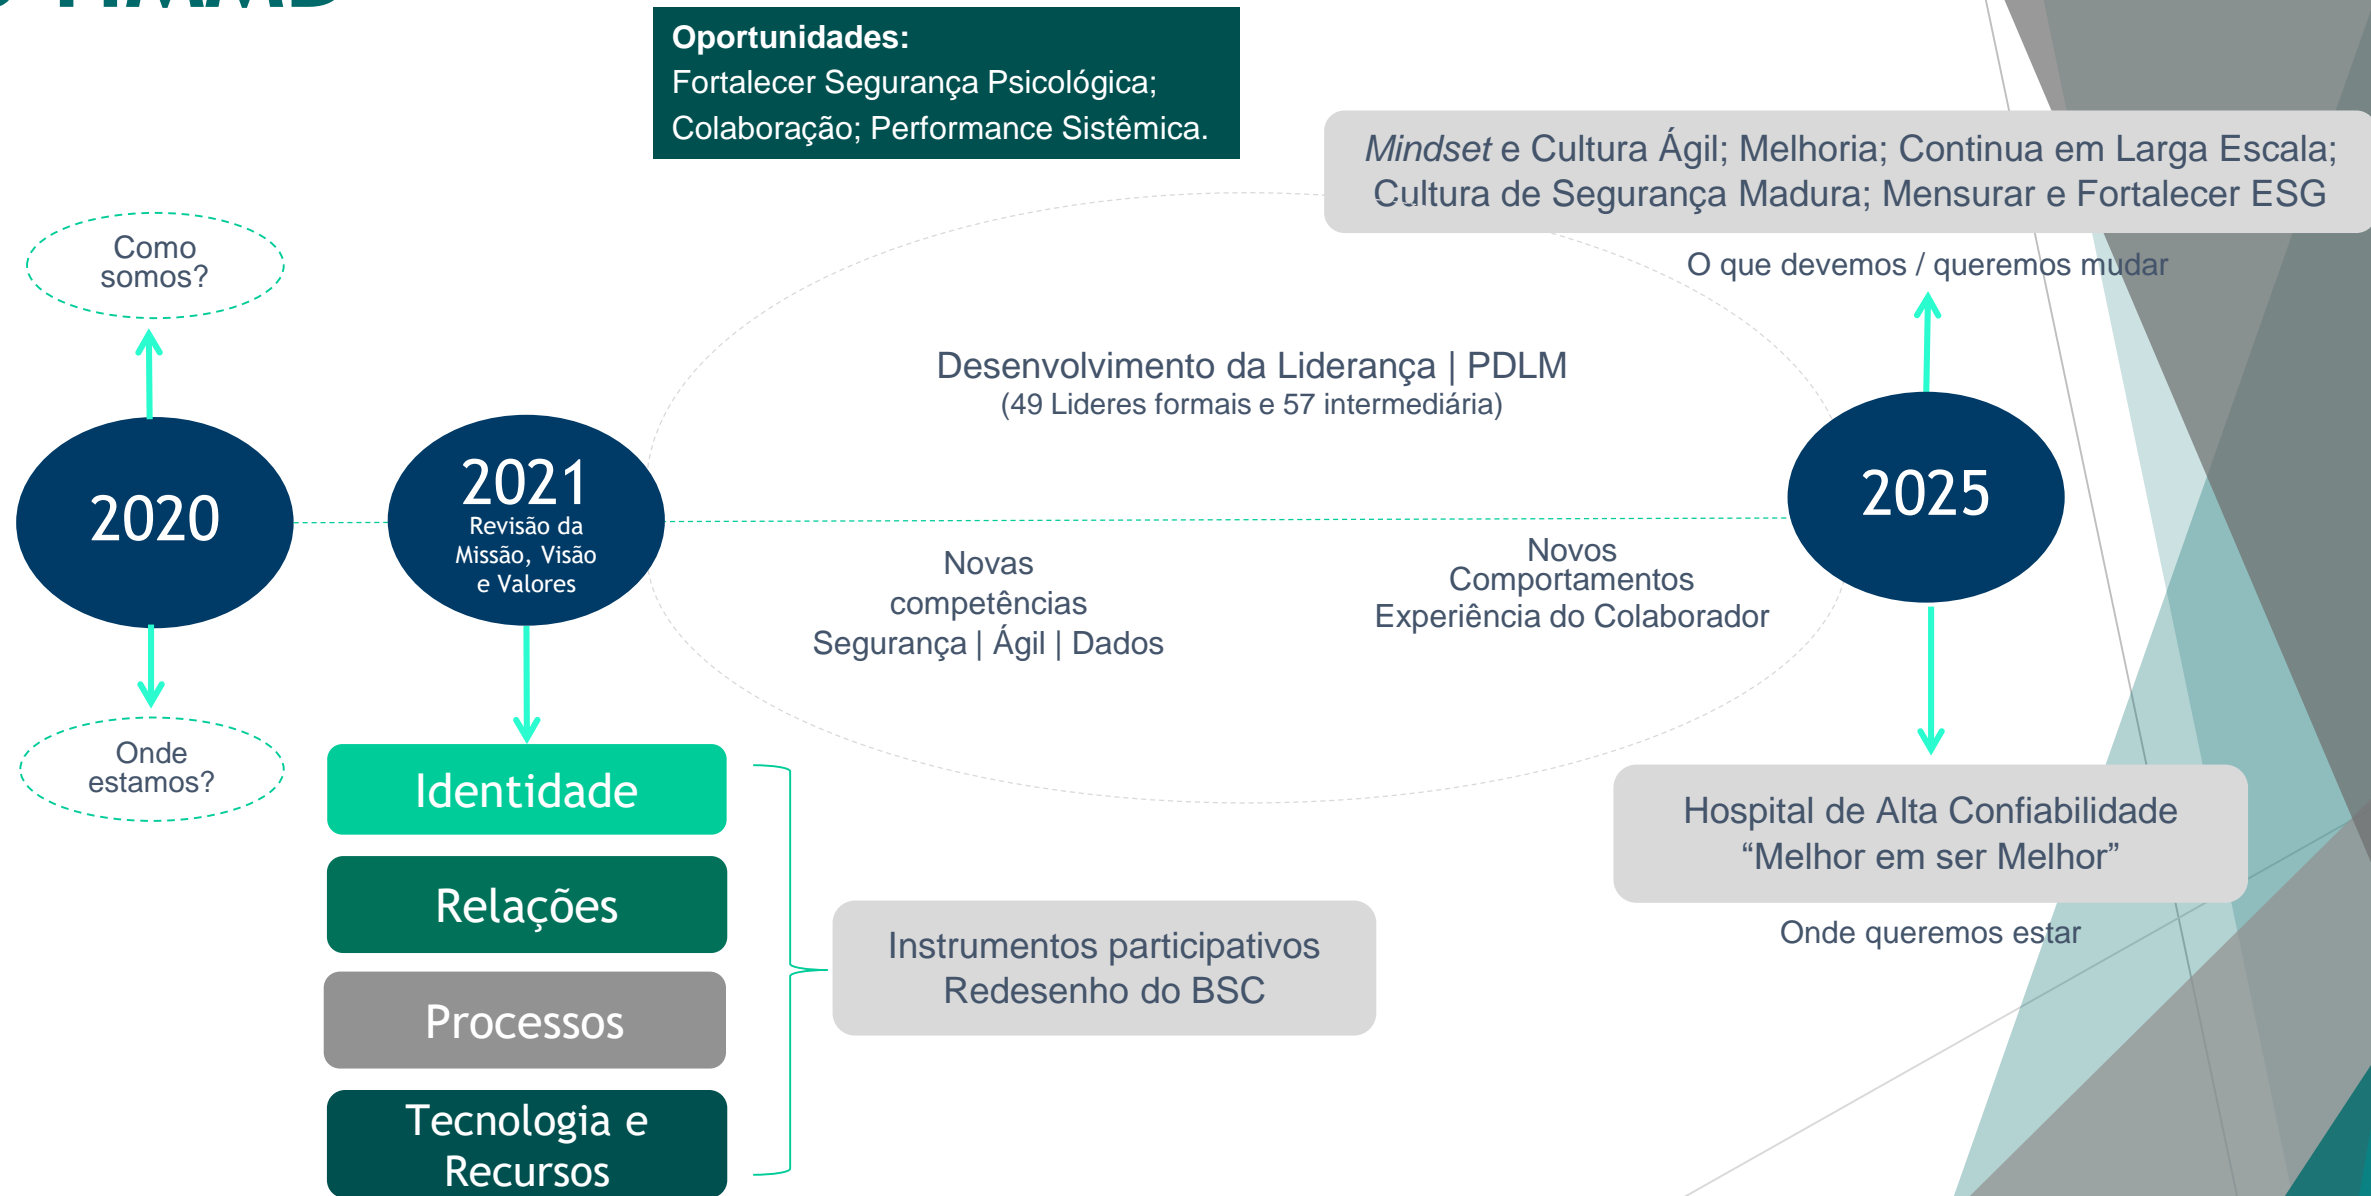 Oportunidades:
Fortalecer Segurança Psicológica;
Colaboração; Performance Sistêmica.
Mindset e Cultura Ágil; Melhoria; Continua em Larga Escala;
Cultura de Segurança Madura; Mensurar e Fortalecer ESG
O que devemos / queremos mudar
Como
somos?
2020
Onde
estamos?
2021
Revisão da
Missão, Visão
e Valores
Desenvolvimento da Liderança | PDLM
(49 Lideres formais e 57 intermediária)
Novas
competências
Segurança | Ágil | Dados
Novos
Comportamentos
Experiência do Colaborador
2025
Identidade
Relações
Processos
Tecnologia e
Recursos
Instrumentos participativos
Redesenho do BSC
Hospital de Alta Confiabilidade
“Melhor em ser Melhor”
Onde queremos estar